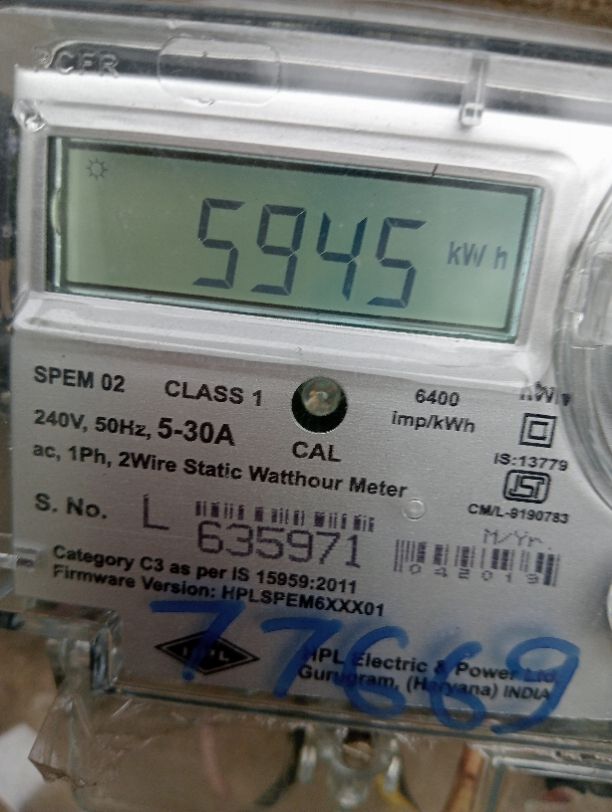 5945 kWh
SPEM 02 CLASS 1
6400
imp/kWh
240V, 50Hz, 5-30A
CAL
ac, 1Ph, 2Wire Static Watthour Meter
IS:13779
CM/L-9190783
S. No. L 635971
M/Yr.
042019
Category C3 as per IS 15959:2011
Firmware Version: HPLSPEM6XXX01
77669
HPL
HPL Electric & Power Ltd
Gurugram, (Haryana) INDIA